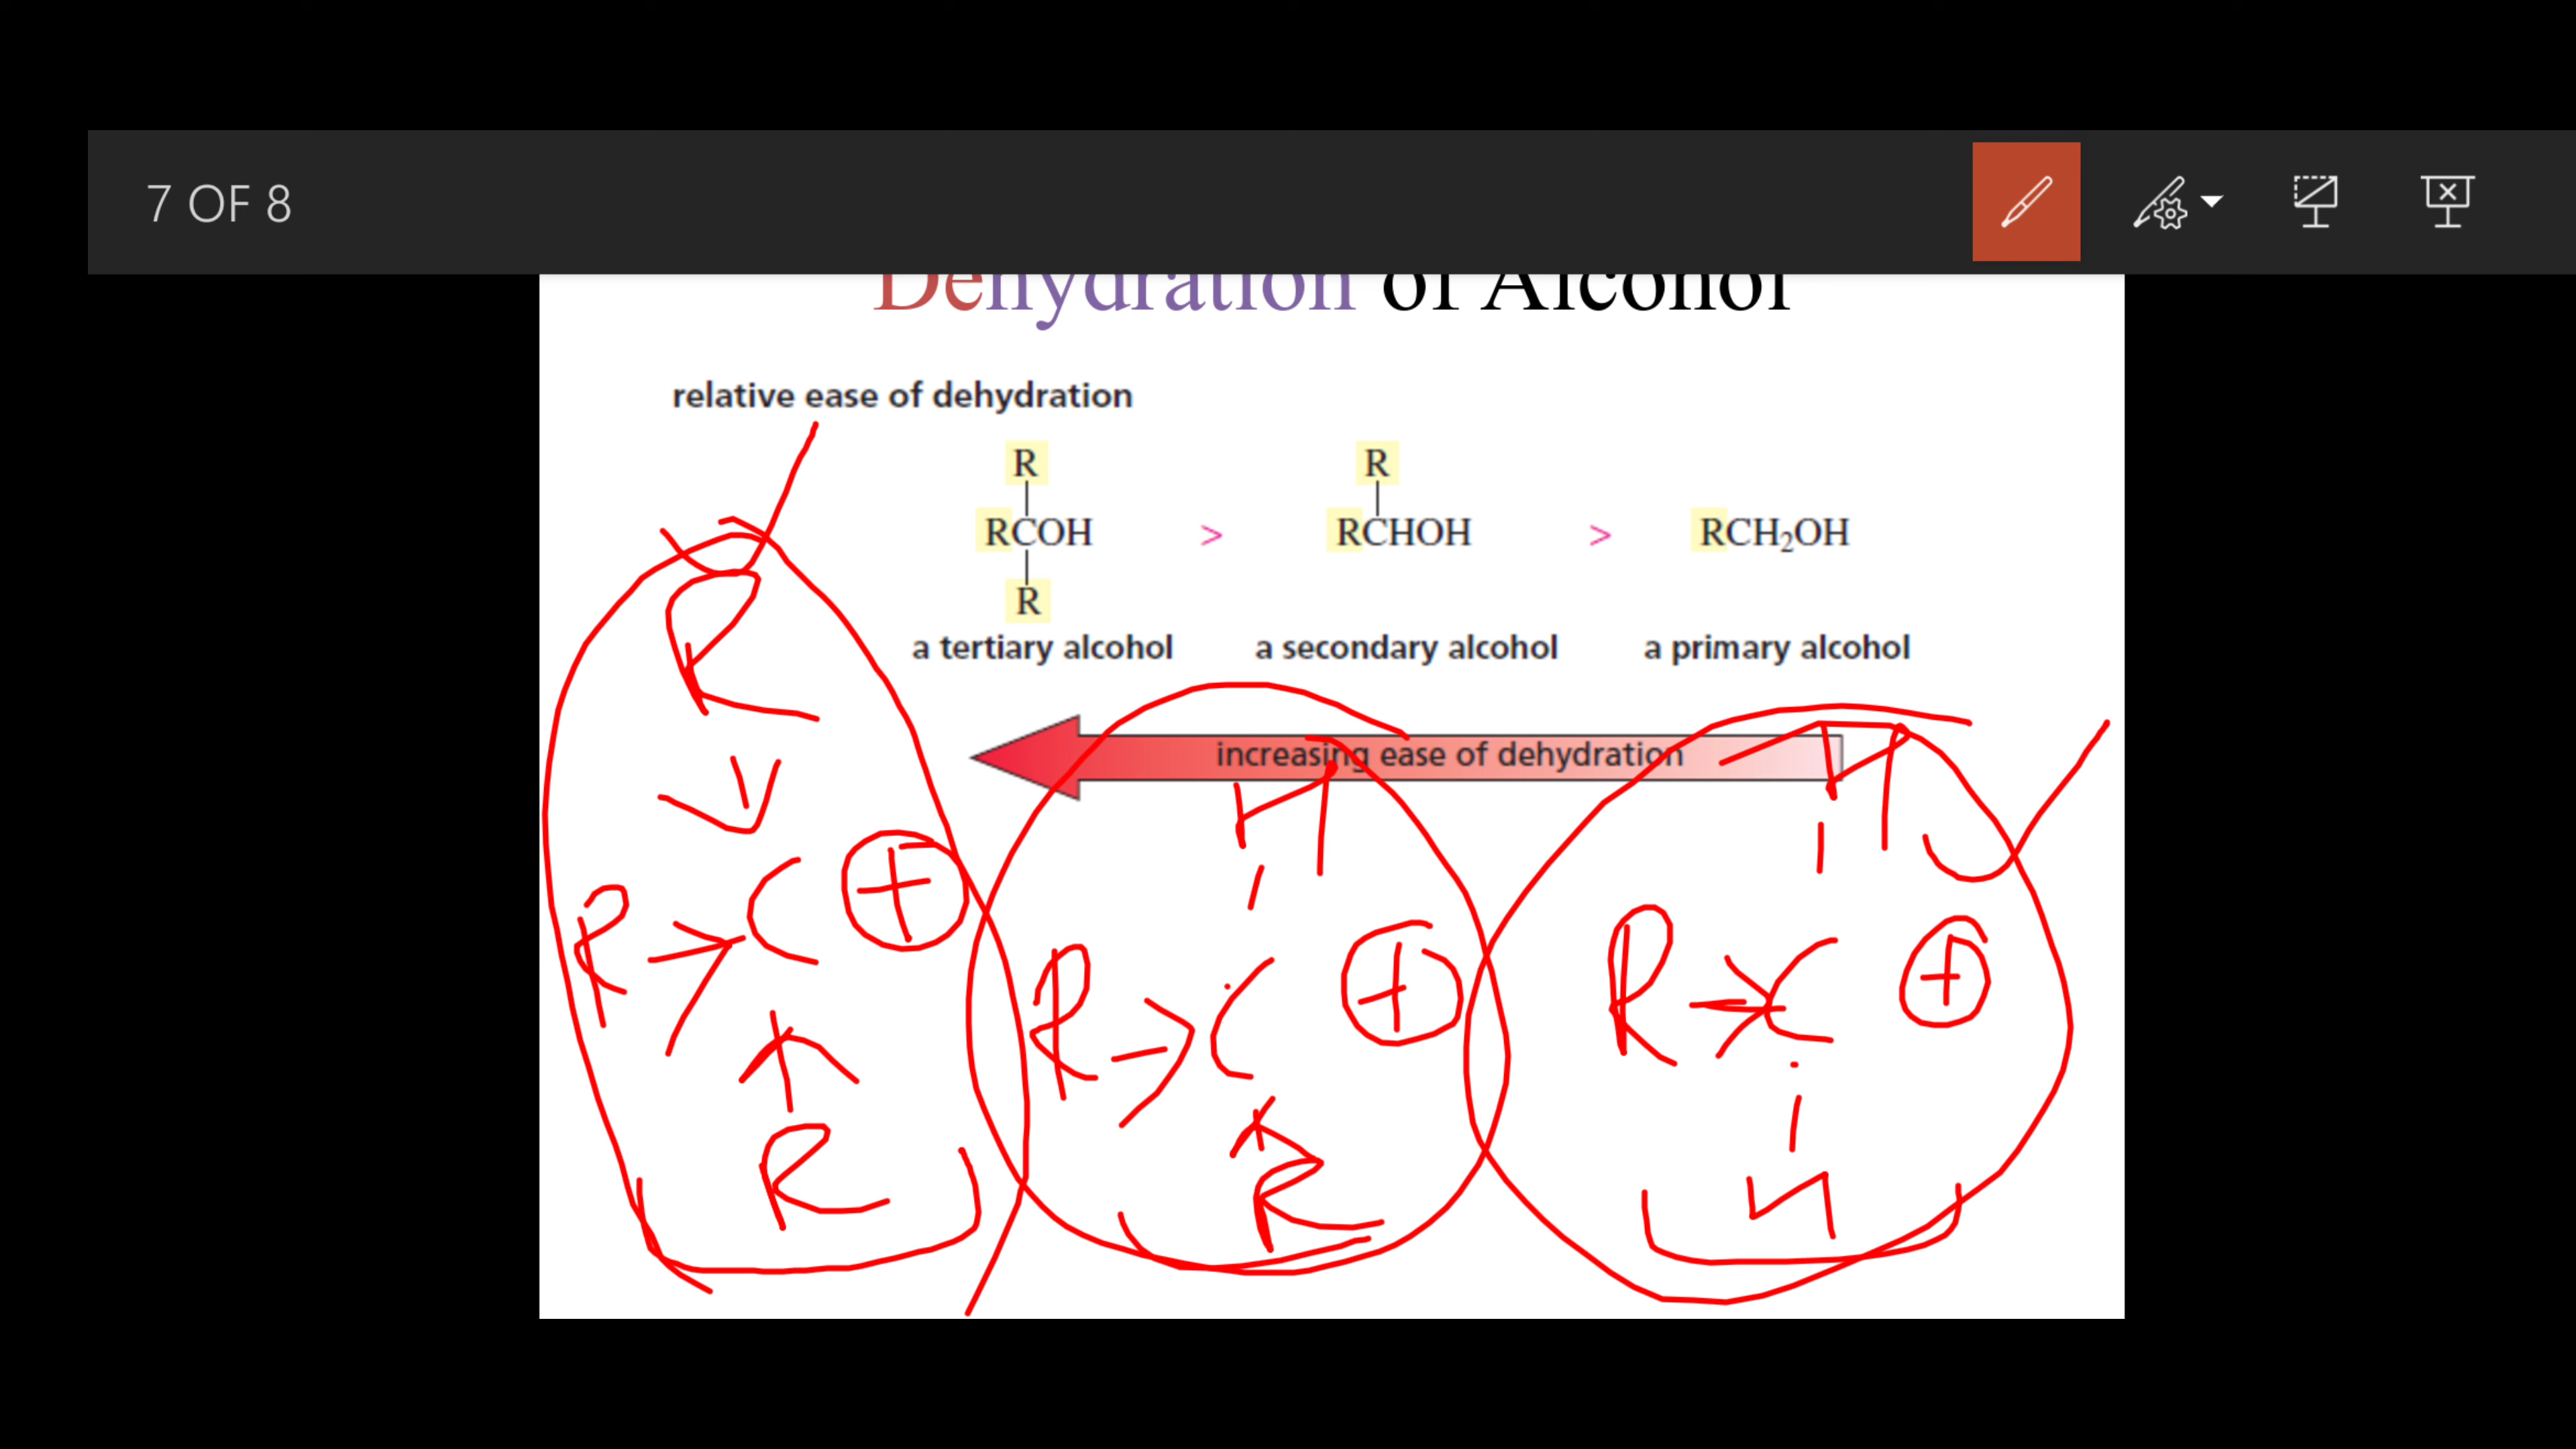 7 OF 8
Dehydration of Alcohol
relative ease of dehydration
R R
RCOH > RCHOH > RCH₂OH
R
a tertiary alcohol a secondary alcohol a primary alcohol
increasing ease of dehydration
R H H
R → C ⊕ R → C ⊕ R → C ⊕
R R H